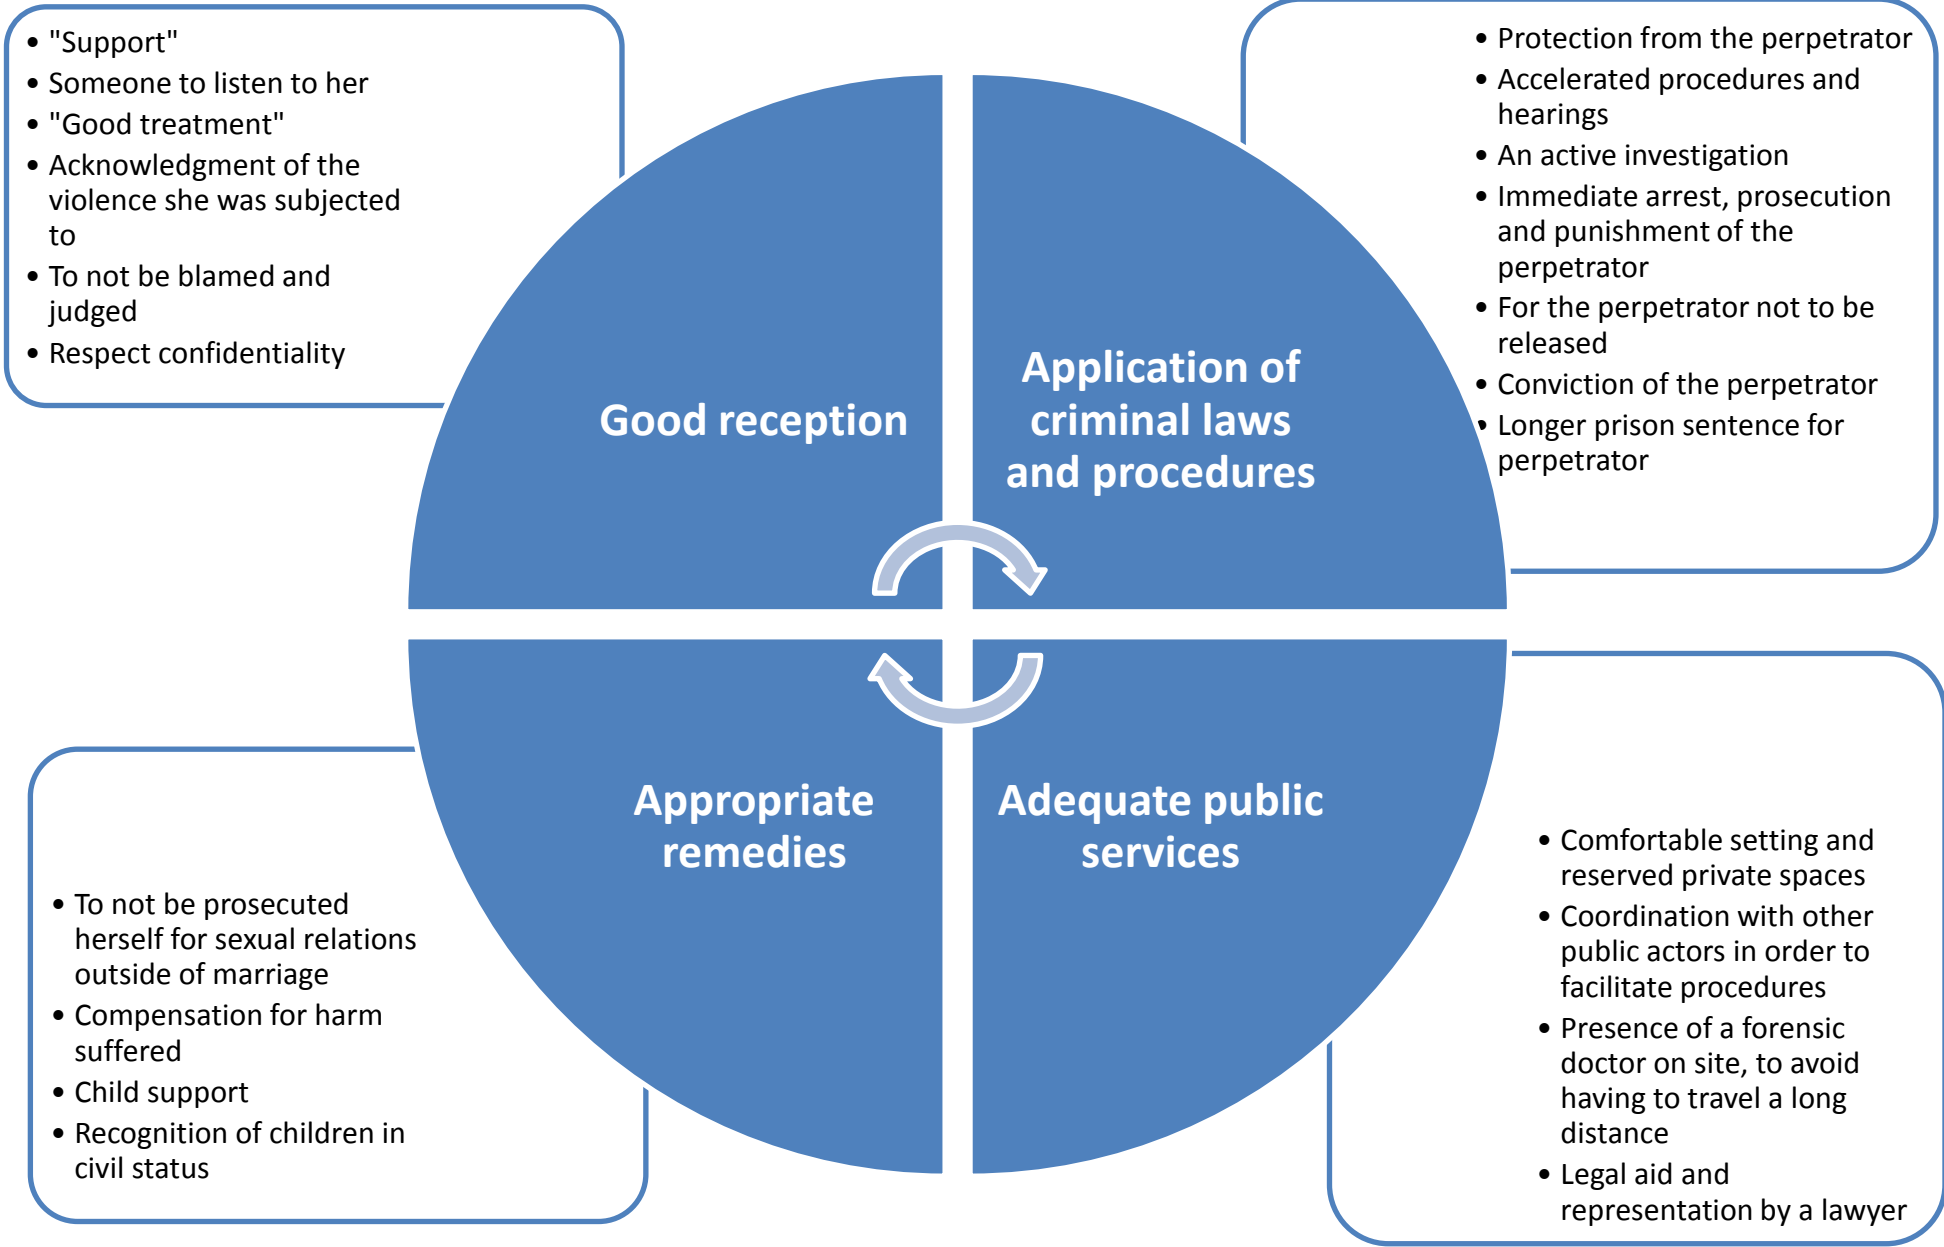 • "Support"
• Someone to listen to her
• "Good treatment"
• Acknowledgment of the
violence she was subjected
to
• To not be blamed and
judged
• Respect confidentiality
• Protection from the perpetrator
• Accelerated procedures and
hearings
• An active investigation
• Immediate arrest, prosecution
and punishment of the
perpetrator
• For the perpetrator not to be
released
• Conviction of the perpetrator
• Longer prison sentence for
perpetrator
Good reception
Application of
criminal laws
and procedures
Appropriate
remedies
Adequate public
services
• To not be prosecuted
herself for sexual relations
outside of marriage
• Compensation for harm
suffered
• Child support
• Recognition of children in
civil status
• Comfortable setting and
reserved private spaces
• Coordination with other
public actors in order to
facilitate procedures
• Presence of a forensic
doctor on site, to avoid
having to travel a long
distance
• Legal aid and
representation by a lawyer